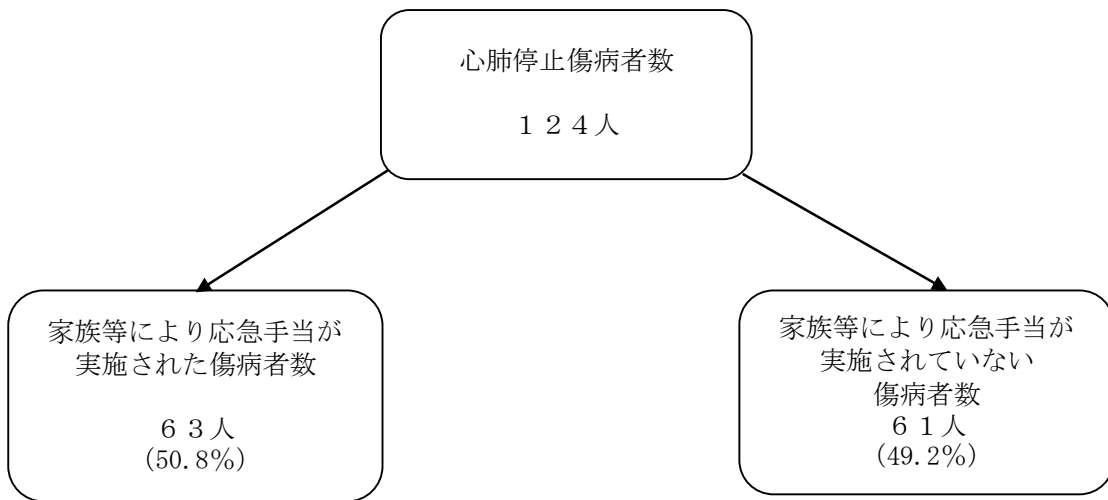 心肺停止傷病者数
１２４人
家族等により応急手当が
実施された傷病者数
６３人
(50.8%)
家族等により応急手当が
実施されていない
傷病者数
６１人
(49.2%)